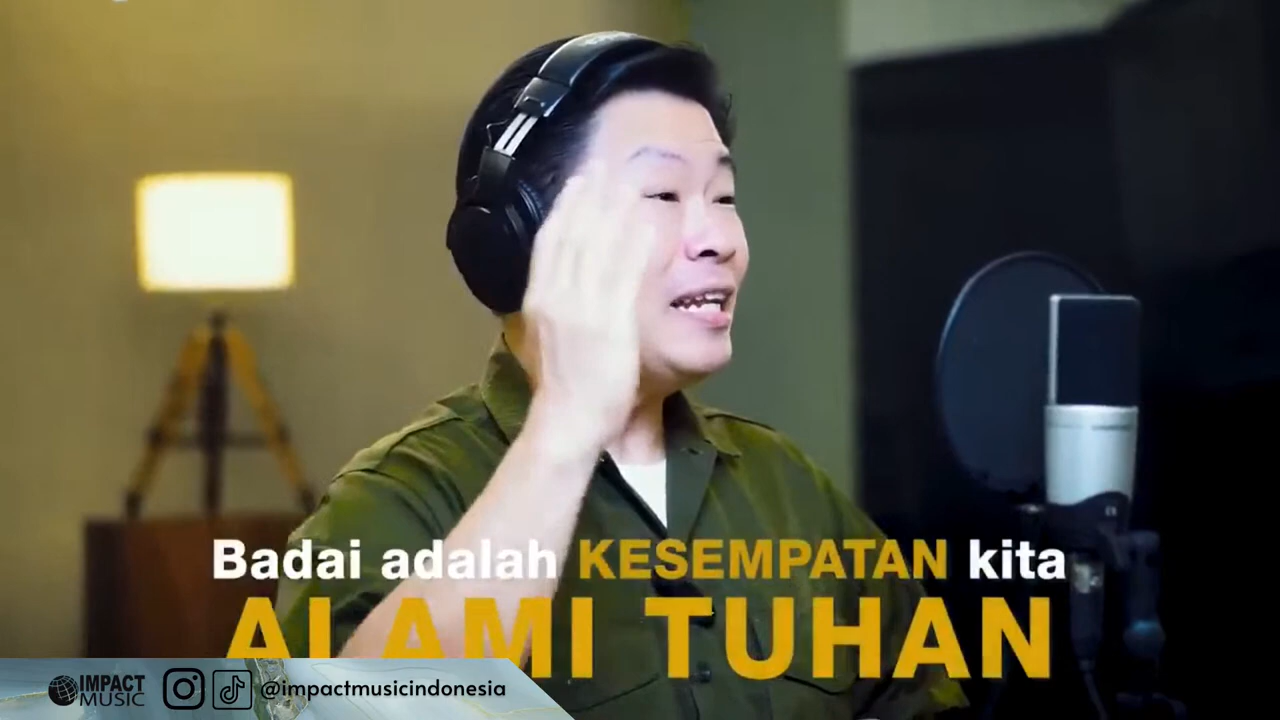 Badai adalah KESEMPATAN kita
ALAMI TUHAN
IMPACT
MUSIC
@impactmusicindonesia